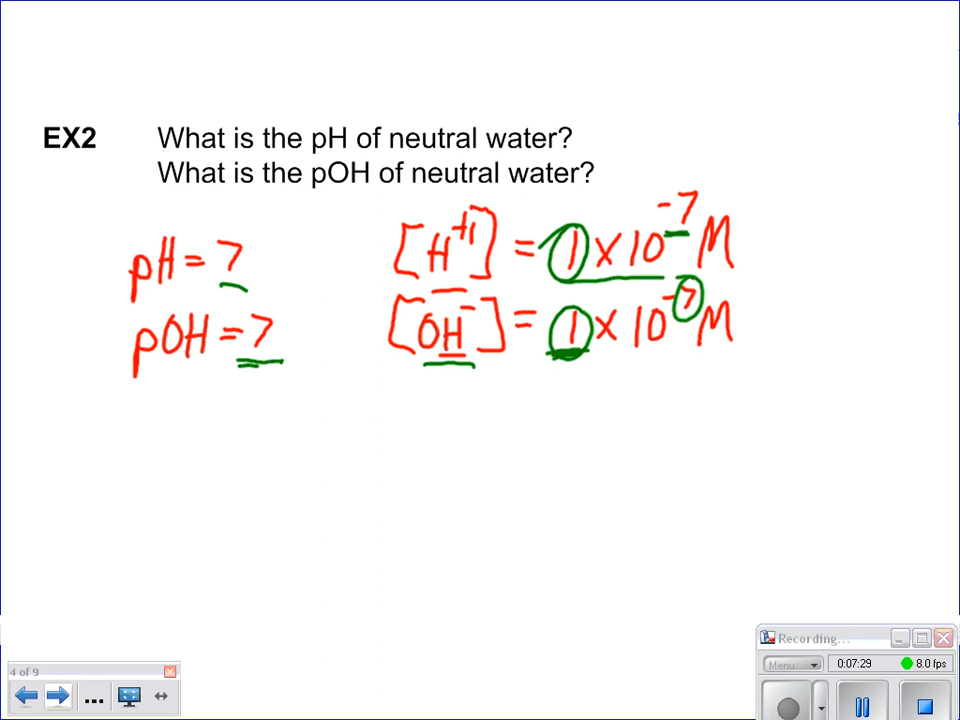 EX2 What is the pH of neutral water?
What is the pOH of neutral water?
pH = 7
[H⁺¹] = 1 x 10⁻⁷ M
pOH = 7
[OH⁻] = 1 x 10⁻⁷ M
4 of 9
...
Recording...
Menu
0:07:29
8.0 fps